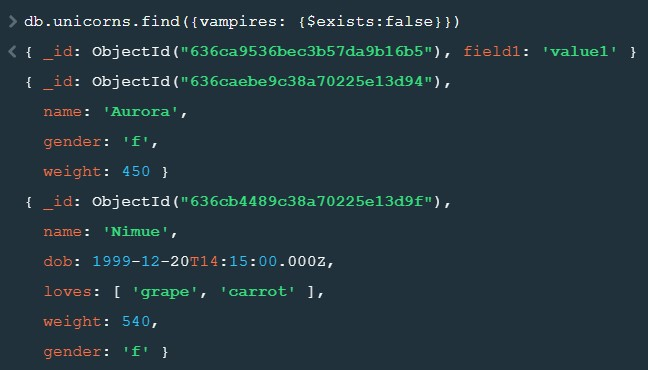 > db.unicorns.find({vampires: {$exists:false}})
< { _id: ObjectId("636ca9536bec3b57da9b16b5"), field1: 'value1' }
{ _id: ObjectId("636caebe9c38a70225e13d94"),
name: 'Aurora',
gender: 'f',
weight: 450 }
{ _id: ObjectId("636cb4489c38a70225e13d9f"),
name: 'Nimue',
dob: 1999-12-20T14:15:00.000Z,
loves: [ 'grape', 'carrot' ],
weight: 540,
gender: 'f' }